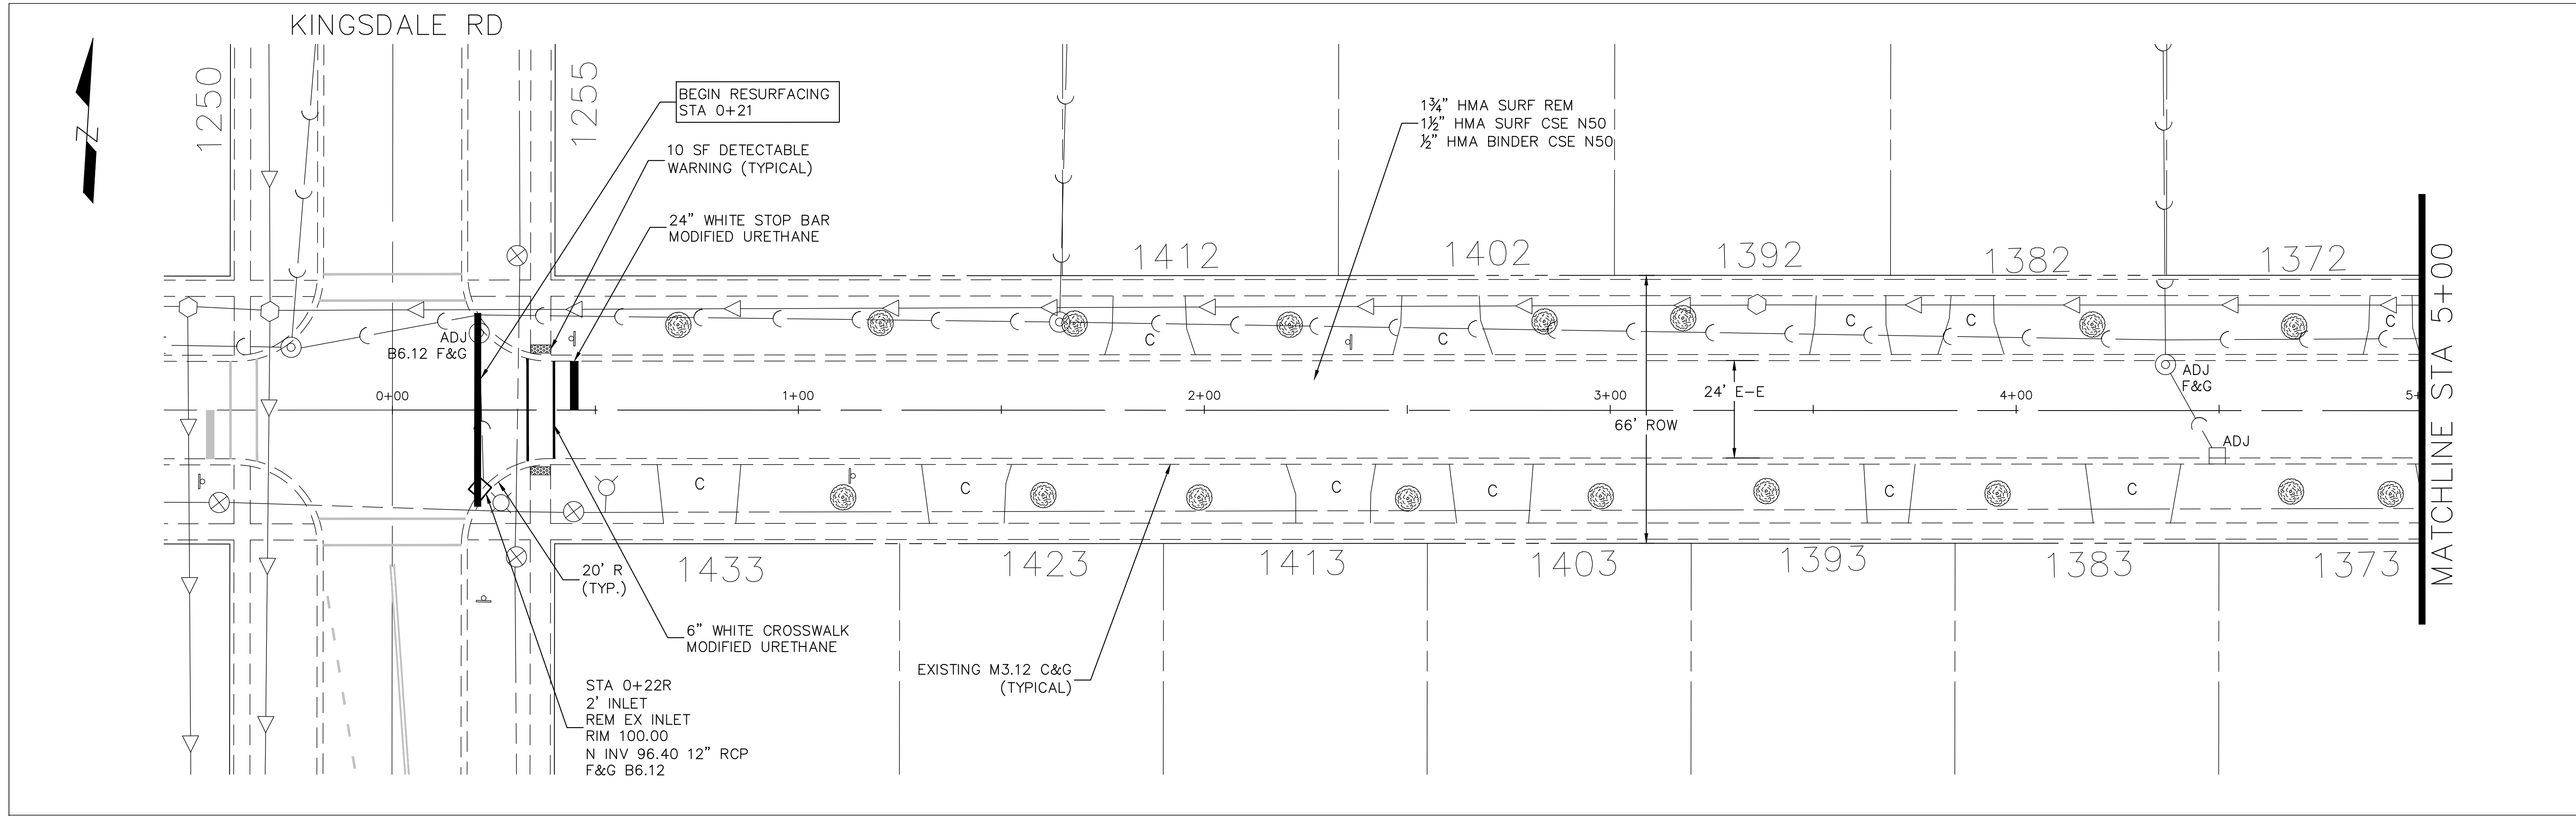 KINGSDALE RD
1250
1255
Z
BEGIN RESURFACING
STA 0+21
10 SF DETECTABLE
WARNING (TYPICAL)
24" WHITE STOP BAR
MODIFIED URETHANE
1¾" HMA SURF REM
1½" HMA SURF CSE N50
½" HMA BINDER CSE N50
1412
1402
1392
1382
1372
ADJ
B6.12 F&G
C
C
C
C
C
0+00
1+00
2+00
3+00
4+00
5+
24' E-E
66' ROW
ADJ
F&G
ADJ
MATCHLINE STA 5+00
C
C
C
C
C
C
1433
1423
1413
1403
1393
1383
1373
20' R
(TYP.)
6" WHITE CROSSWALK
MODIFIED URETHANE
EXISTING M3.12 C&G
(TYPICAL)
STA 0+22R
2' INLET
REM EX INLET
RIM 100.00
N INV 96.40 12" RCP
F&G B6.12